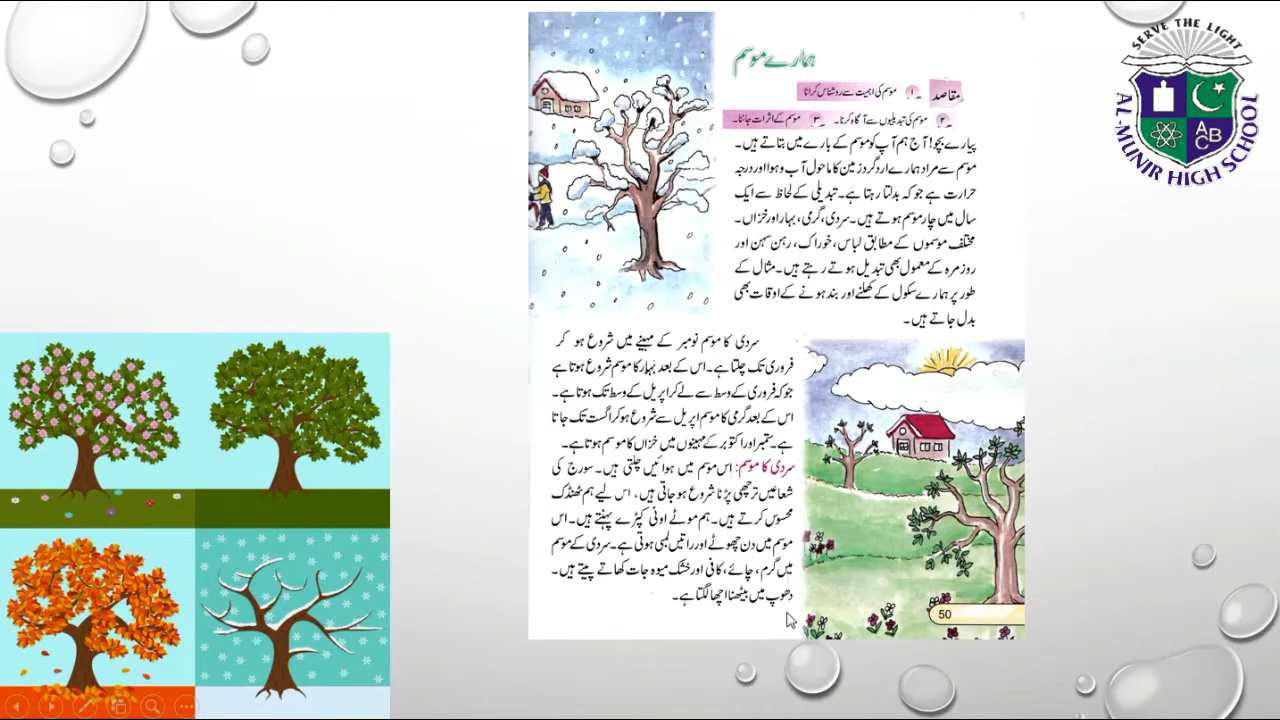 ہمارے موسم
مقاصد ۱ موسم کی اہمیت سے روشناس کرانا
۲ موسم کی تبدیلیوں سے آگاہ کرنا۔ ۳ موسم کے اثرات جاننا۔
پیارے بچو! آج ہم آپ کو موسم کے بارے میں بتاتے ہیں۔
موسم سے مراد ہمارے اردگرد زمین کا ماحول آب و ہوا اور درجہ
حرارت ہے جو کہ بدلتا رہتا ہے۔ تبدیلی کے لحاظ سے ایک
سال میں چار موسم ہوتے ہیں۔ سردی، گرمی، بہار اور خزاں۔
مختلف موسموں کے مطابق لباس، خوراک، رہن سہن اور
روزمرہ کے معمول بھی تبدیل ہوتے رہتے ہیں۔ مثال کے
طور پر ہمارے سکول کے کھلنے اور بند ہونے کے اوقات بھی
بدل جاتے ہیں۔
سردی کا موسم نومبر کے مہینے میں شروع ہو کر
فروری تک چلتا ہے۔ اس کے بعد بہار کا موسم شروع ہوتا ہے
جو کہ فروری کے وسط سے لے کر اپریل کے وسط تک ہوتا ہے۔
اس کے بعد گرمی کا موسم اپریل سے شروع ہو کر اگست تک جاتا
ہے۔ ستمبر اور اکتوبر کے مہینوں میں خزاں کا موسم ہوتا ہے۔
سردی کا موسم: اس موسم میں ہوائیں چلتی ہیں۔ سورج کی
شعاعیں ترچھی پڑنا شروع ہو جاتی ہیں، اس لیے ہم ٹھنڈک
محسوس کرتے ہیں۔ ہم موٹے اونی کپڑے پہنتے ہیں۔ اس
موسم میں دن چھوٹے اور راتیں لمبی ہوتی ہے۔ سردی کے موسم
میں گرم، چائے، کافی اور خشک میوہ جات کھاتے پیتے ہیں۔
دھوپ میں بیٹھنا اچھا لگتا ہے۔
50
SERVE THE LIGHT
A B C
AL-MUNIR HIGH SCHOOL